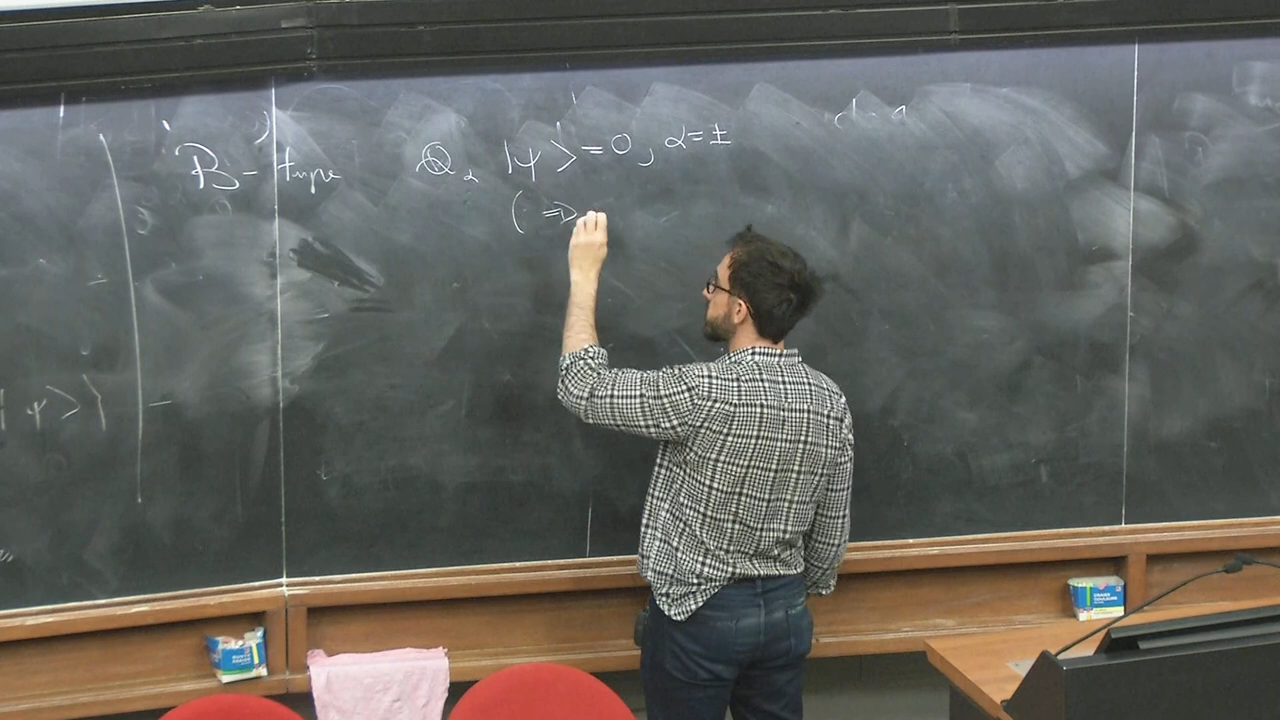 B-type Q_α |ψ⟩=0, α=±
( ⇒
|ψ⟩}